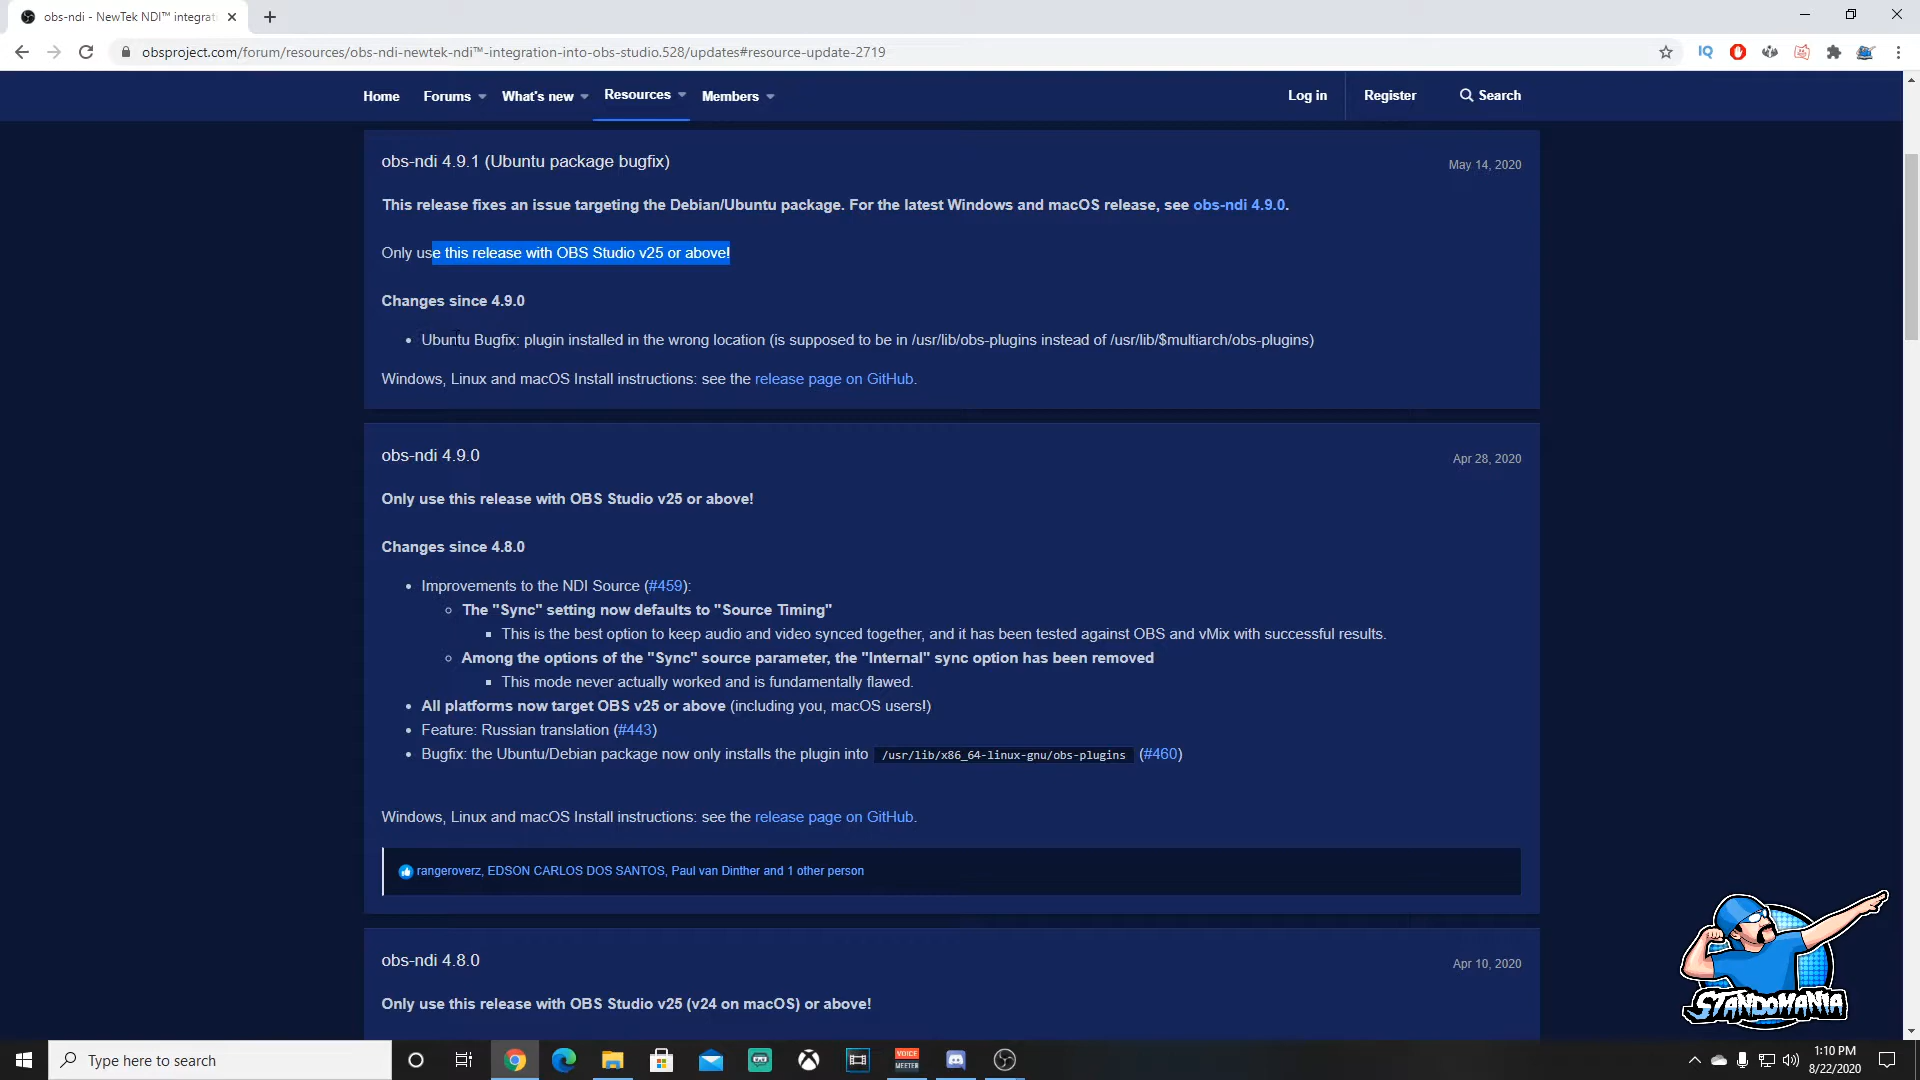 obs-ndi - NewTek NDI™ integrat
obsproject.com/forum/resources/obs-ndi-newtek-ndi™-integration-into-obs-studio.528/updates#resource-update-2719
IQ
Home Forums What's new Resources Members Log in Register Search
obs-ndi 4.9.1 (Ubuntu package bugfix) May 14, 2020
This release fixes an issue targeting the Debian/Ubuntu package. For the latest Windows and macOS release, see obs-ndi 4.9.0.
Only use this release with OBS Studio v25 or above!
Changes since 4.9.0
• Ubuntu Bugfix: plugin installed in the wrong location (is supposed to be in /usr/lib/obs-plugins instead of /usr/lib/$multiarch/obs-plugins)
Windows, Linux and macOS Install instructions: see the release page on GitHub.
obs-ndi 4.9.0 Apr 28, 2020
Only use this release with OBS Studio v25 or above!
Changes since 4.8.0
• Improvements to the NDI Source (#459):
The "Sync" setting now defaults to "Source Timing"
This is the best option to keep audio and video synced together, and it has been tested against OBS and vMix with successful results.
Among the options of the "Sync" source parameter, the "Internal" sync option has been removed
This mode never actually worked and is fundamentally flawed.
• All platforms now target OBS v25 or above (including you, macOS users!)
• Feature: Russian translation (#443)
• Bugfix: the Ubuntu/Debian package now only installs the plugin into /usr/lib/x86_64-linux-gnu/obs-plugins (#460)
Windows, Linux and macOS Install instructions: see the release page on GitHub.
rangeroverz, EDSON CARLOS DOS SANTOS, Paul van Dinther and 1 other person
obs-ndi 4.8.0 Apr 10, 2020
Only use this release with OBS Studio v25 (v24 on macOS) or above!
STANDOMANIA
Type here to search
VOICE
MEETER
1:10 PM
8/22/2020